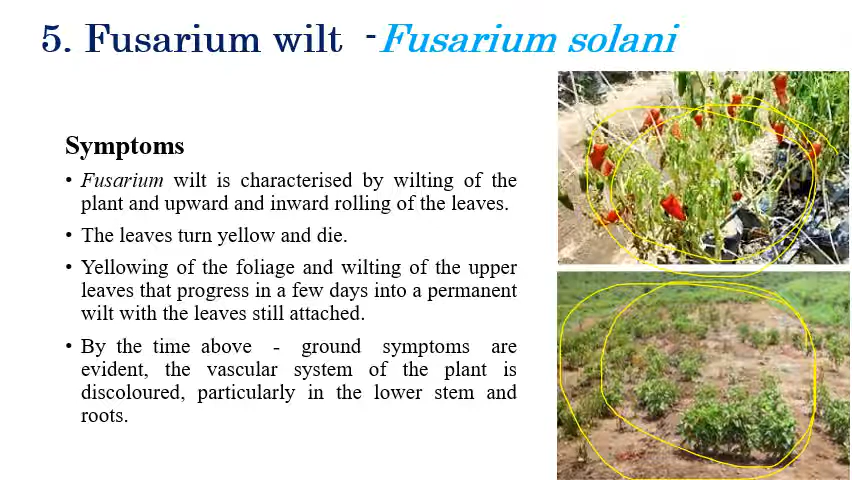 5. Fusarium wilt -Fusarium solani
Symptoms
• Fusarium wilt is characterised by wilting of the
plant and upward and inward rolling of the leaves.
• The leaves turn yellow and die.
• Yellowing of the foliage and wilting of the upper
leaves that progress in a few days into a permanent
wilt with the leaves still attached.
• By the time above - ground symptoms are
evident, the vascular system of the plant is
discoloured, particularly in the lower stem and
roots.